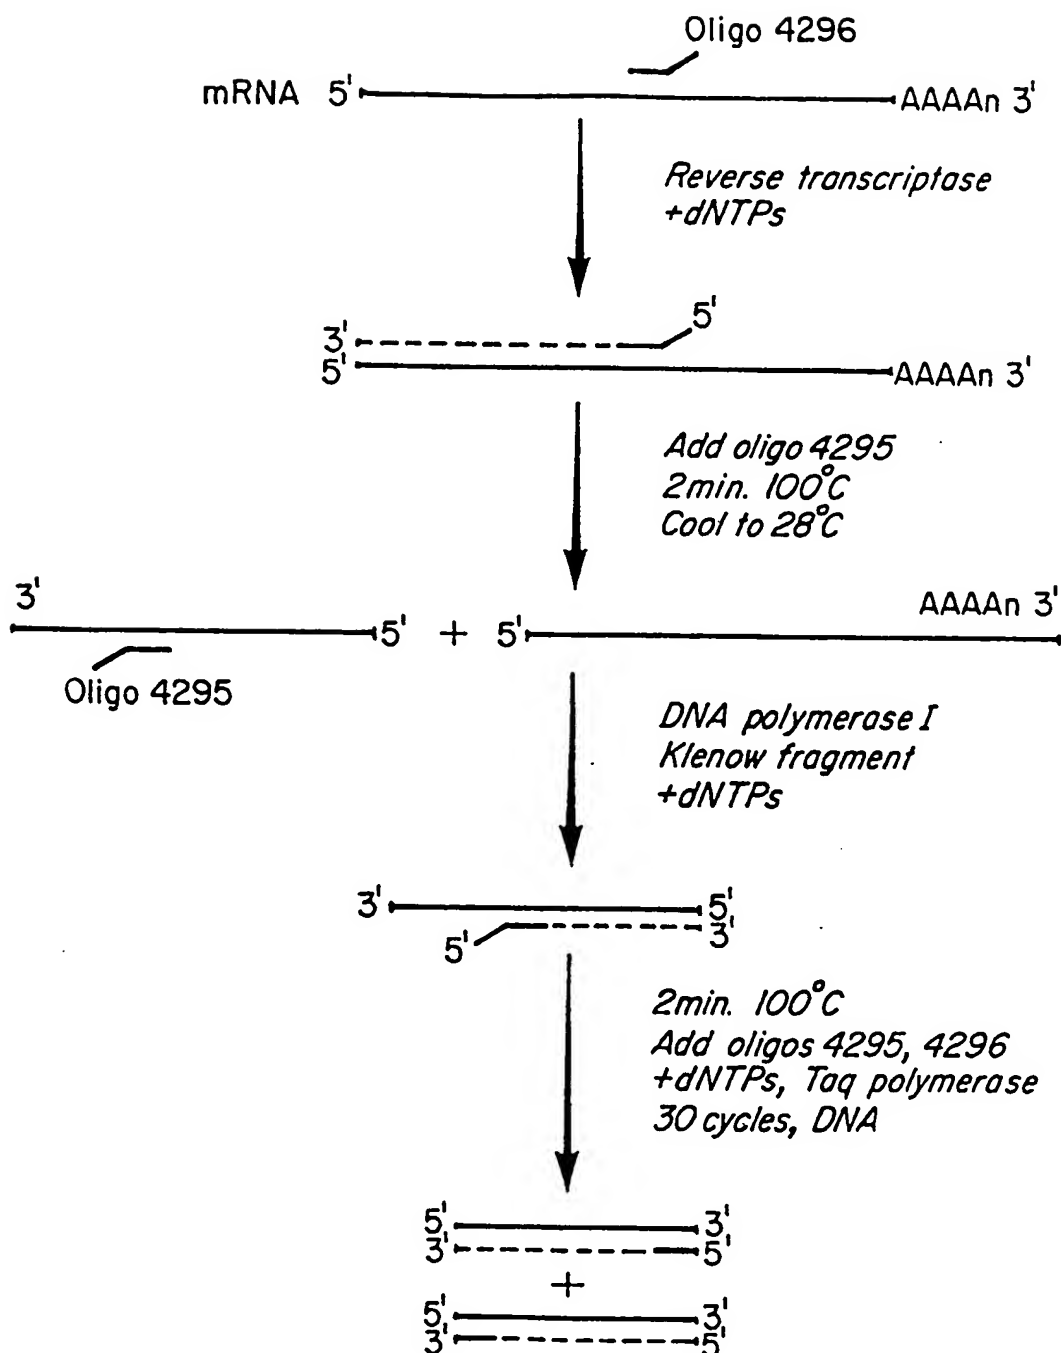 Oligo 4296
mRNA 5' AAAAn 3'
Reverse transcriptase
+dNTPs
5'
3'
5' AAAAn 3'
Add oligo 4295
2min. 100°C
Cool to 28°C
3' AAAAn 3'
5' + 5'
Oligo 4295
DNA polymerase I
Klenow fragment
+dNTPs
3' 5'
5' 3'
2min. 100°C
Add oligos 4295, 4296
+dNTPs, Taq polymerase
30 cycles, DNA
5' 3'
3' 5'
+
5' 3'
3' 5'